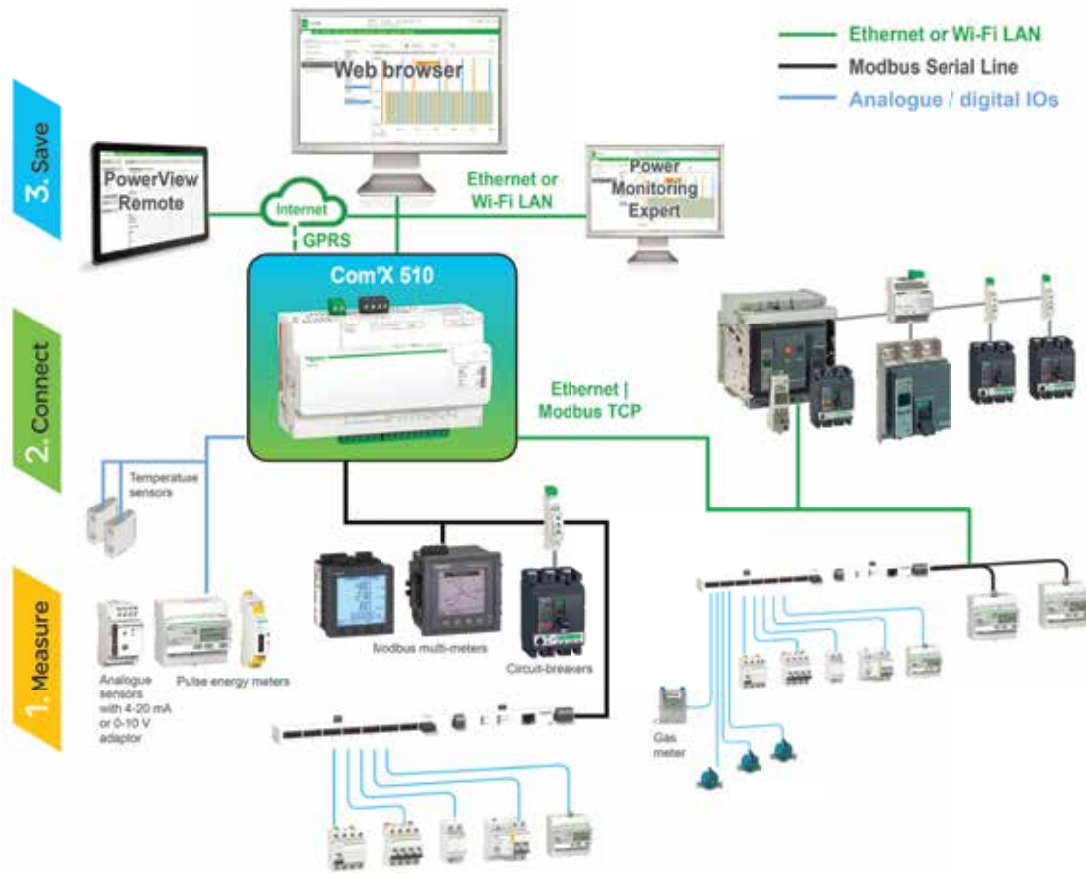 Ethernet or Wi-Fi LAN
Modbus Serial Line
Analogue / digital IOs
3. Save
Web browser
PowerView
Remote
Internet
GPRS
Ethernet or
Wi-Fi LAN
Power
Monitoring
Expert
2. Connect
Com'X 510
Ethernet |
Modbus TCP
Temperature
sensors
1. Measure
Analogue
sensors
with 4-20 mA
or 0-10 V
adaptor
Pulse energy meters
Modbus multi-meters
Circuit-breakers
Gas
meter